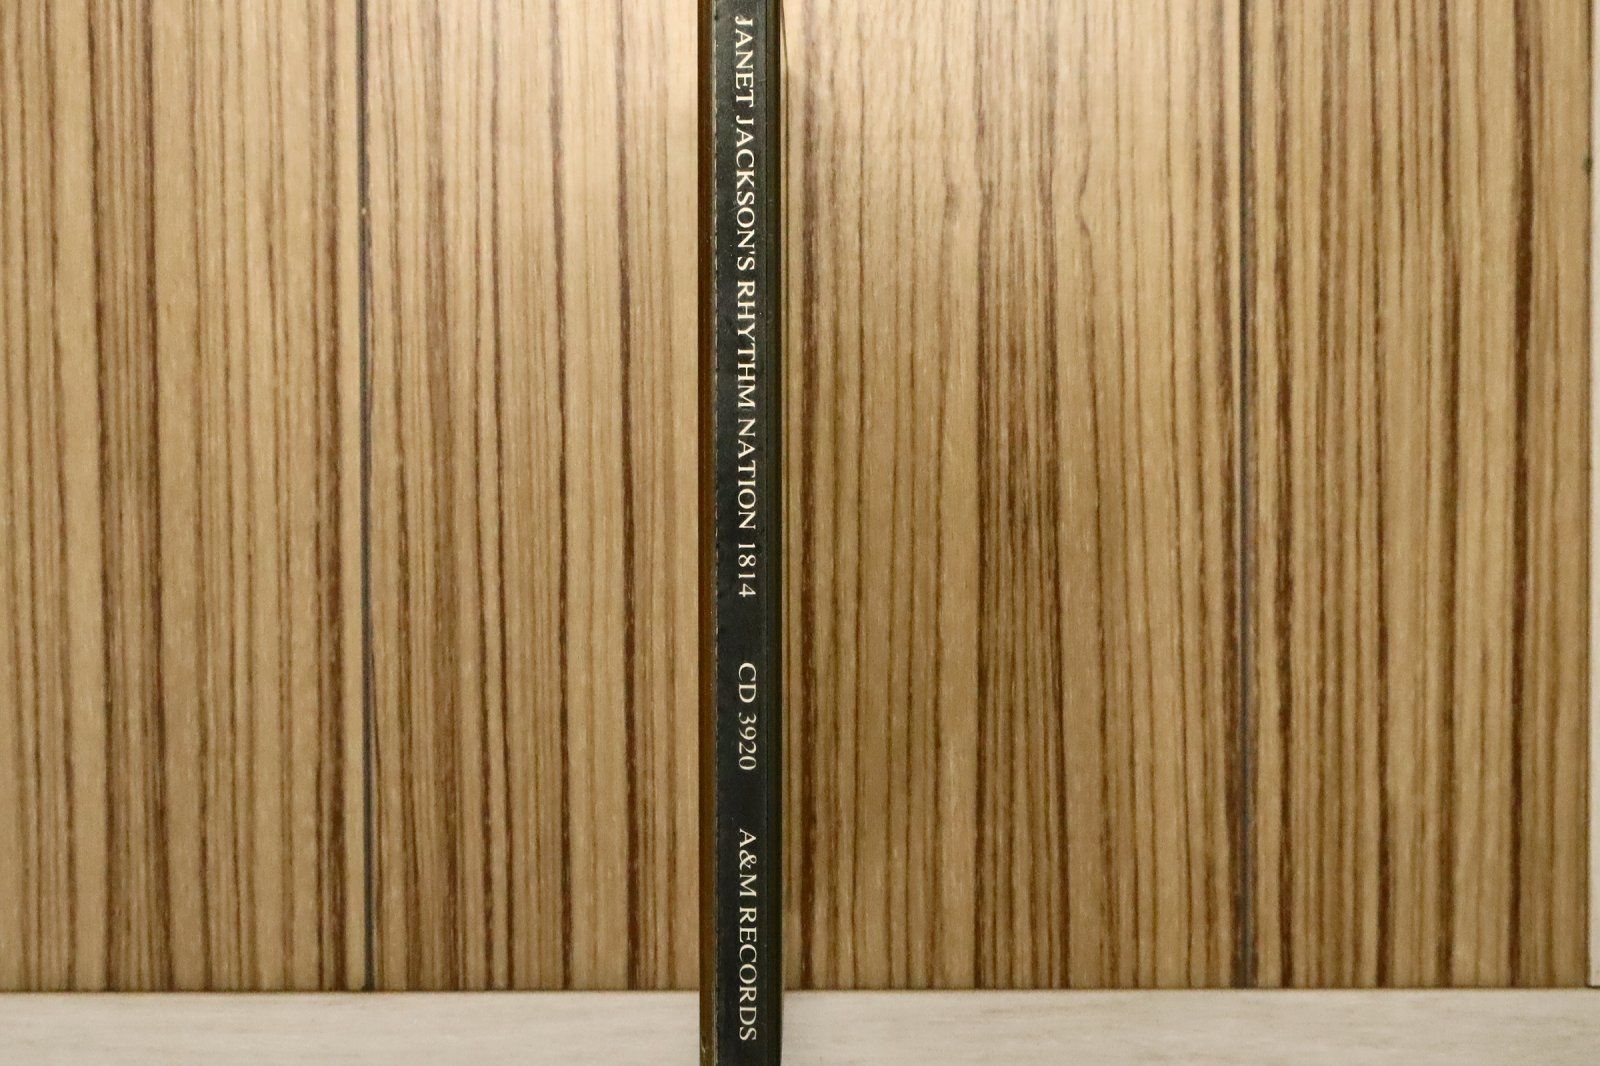 JANET JACKSON'S RHYTHM NATION 1814 CD 3920 A&M RECORDS